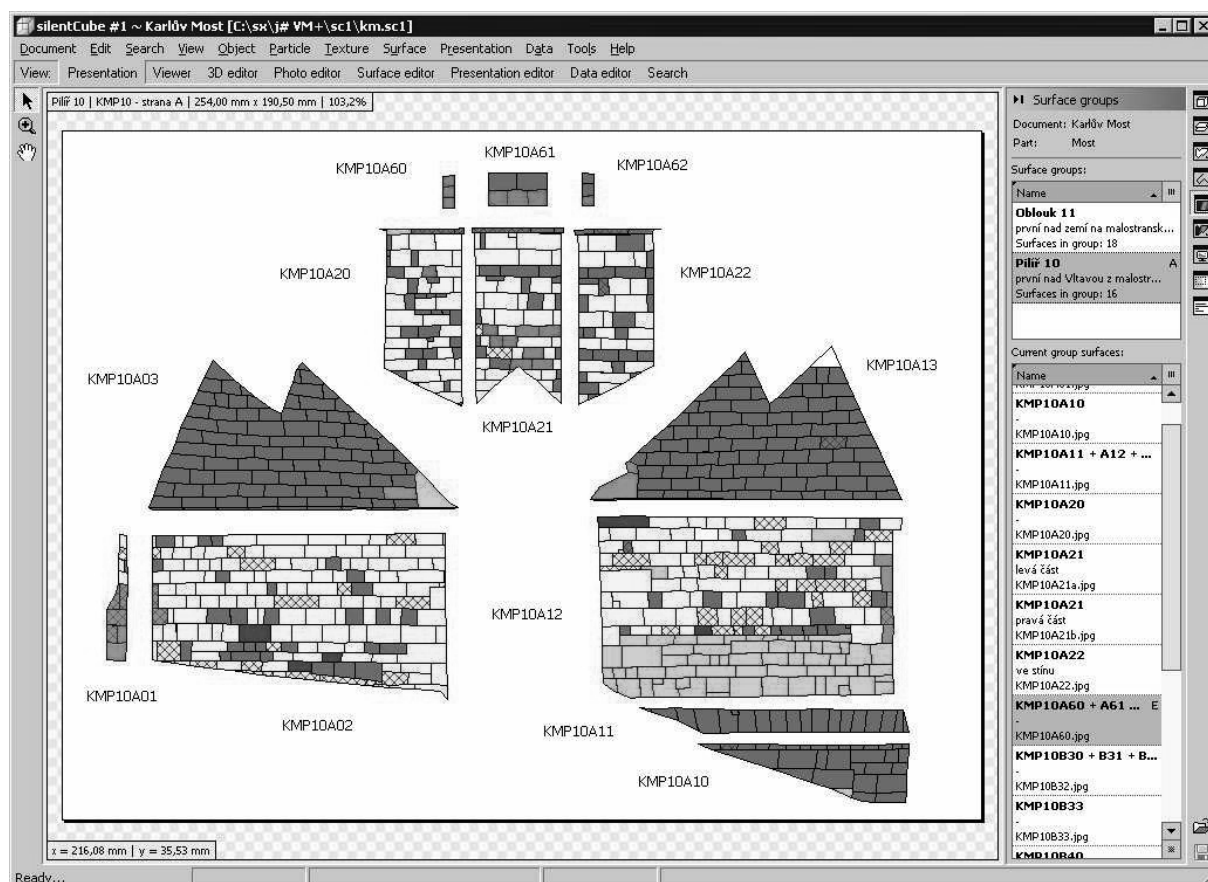 silentCube #1 ~ Karlův Most [C:\sx\j# VM+\sc1\km.sc1]
Document Edit Search View Object Particle Texture Surface Presentation Data Tools Help
View: Presentation Viewer 3D editor Photo editor Surface editor Presentation editor Data editor Search
Pilíř 10 | KMP10 - strana A | 254,00 mm x 190,50 mm | 103,2%
KMP10A60
KMP10A61
KMP10A62
KMP10A20
KMP10A22
KMP10A03
KMP10A13
KMP10A21
KMP10A12
KMP10A01
KMP10A02
KMP10A11
KMP10A10
x = 216,08 mm | y = 35,53 mm
Ready...
Surface groups
Document: Karlův Most
Part: Most
Surface groups:
Name
Oblouk 11
první nad zemí na malostransk...
Surfaces in group: 18
Pilíř 10 A
první nad Vltavou z malostr...
Surfaces in group: 16
Current group surfaces:
Name
KMP10A10
-
KMP10A10.jpg
KMP10A11 + A12 + ...
-
KMP10A11.jpg
KMP10A20
-
KMP10A20.jpg
KMP10A21
levá část
KMP10A21a.jpg
KMP10A21
pravá část
KMP10A21b.jpg
KMP10A22
ve stínu
KMP10A22.jpg
KMP10A60 + A61 ... E
-
KMP10A60.jpg
KMP10B30 + B31 + B...
-
KMP10B32.jpg
KMP10B33
-
KMP10B33.jpg
KMP10B40